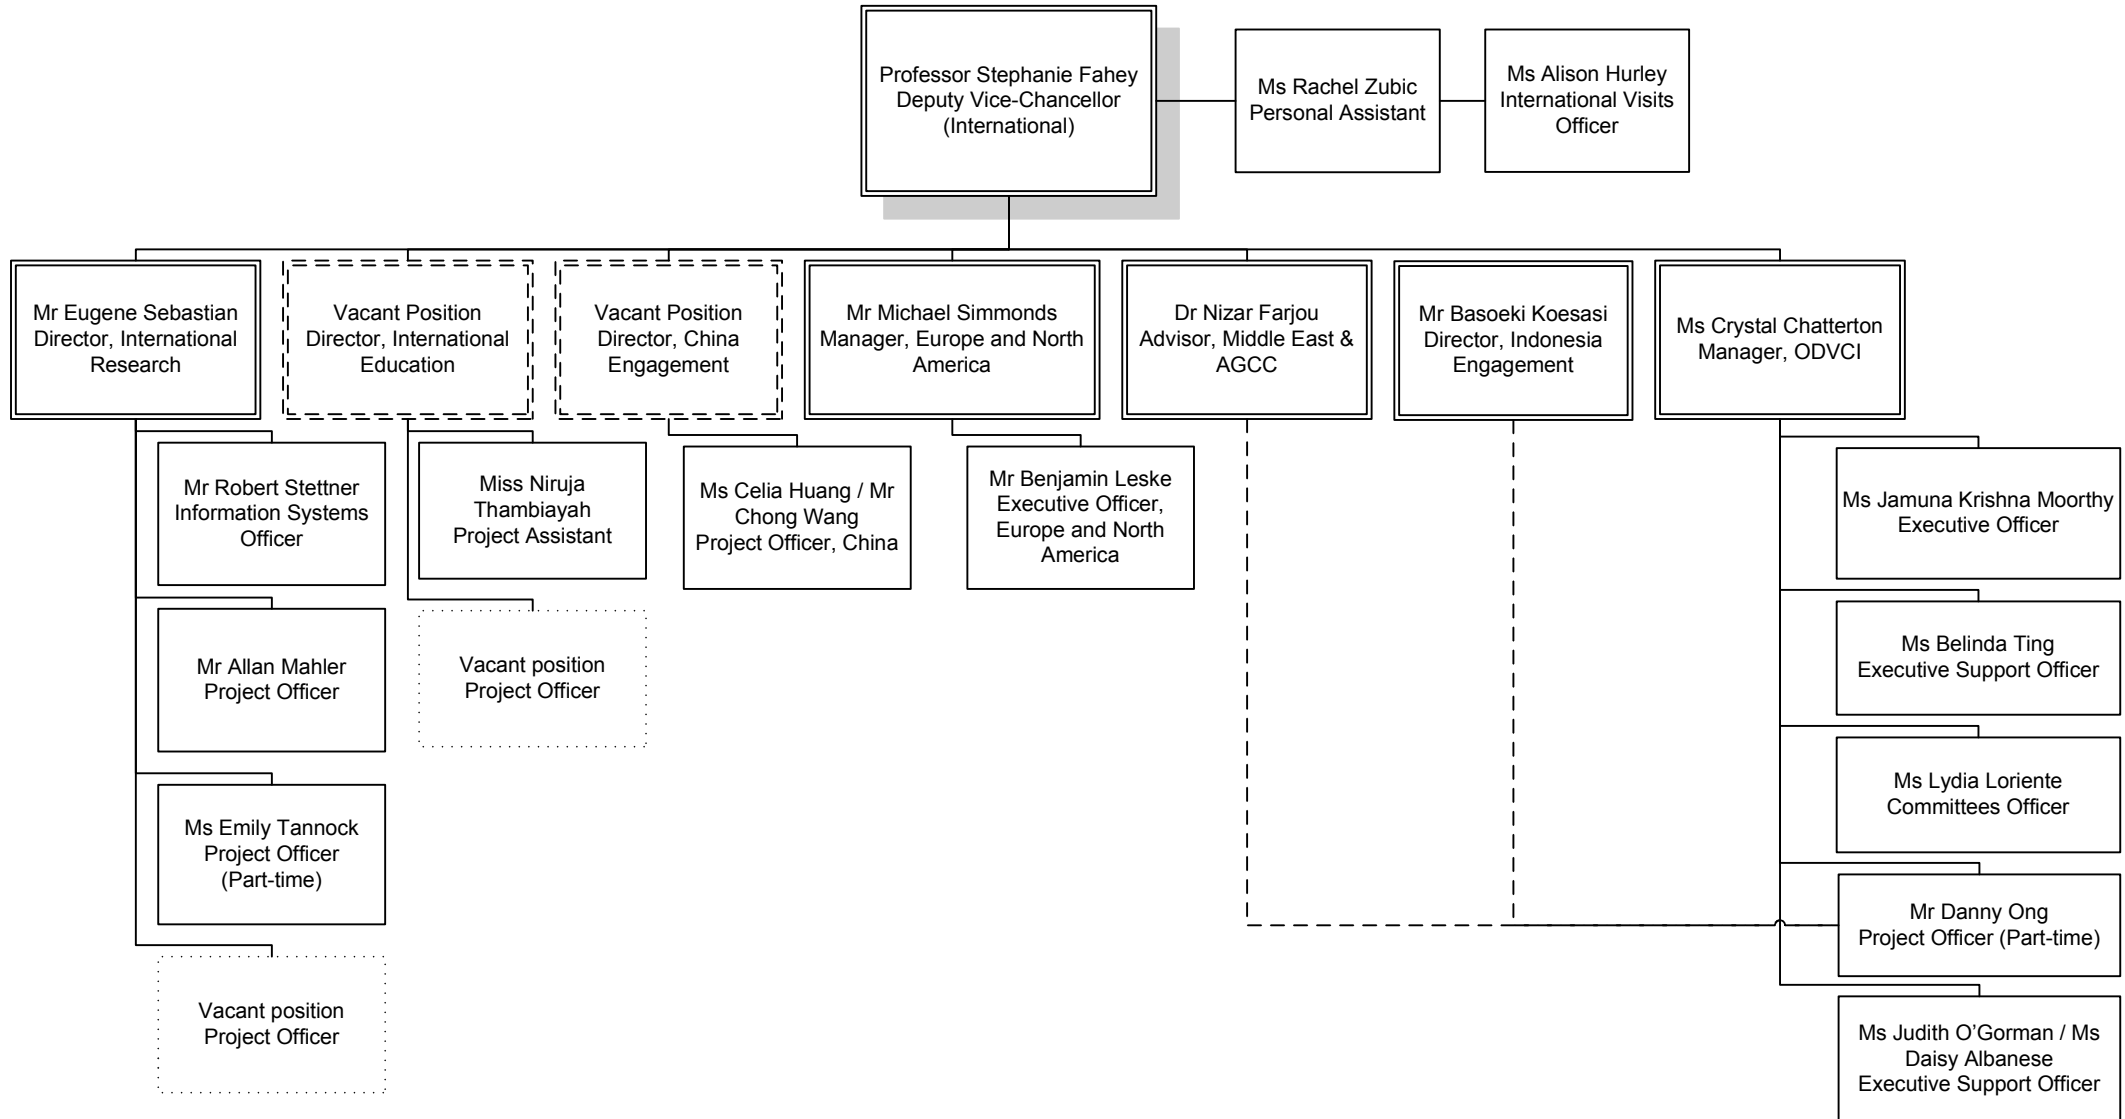 Professor Stephanie Fahey
Deputy Vice-Chancellor
(International)
Ms Rachel Zubic
Personal Assistant
Ms Alison Hurley
International Visits
Officer
Mr Eugene Sebastian
Director, International
Research
Vacant Position
Director, International
Education
Vacant Position
Director, China
Engagement
Mr Michael Simmonds
Manager, Europe and North
America
Dr Nizar Farjou
Advisor, Middle East &
AGCC
Mr Basoeki Koesasi
Director, Indonesia
Engagement
Ms Crystal Chatterton
Manager, ODVCI
Mr Robert Stettner
Information Systems
Officer
Mr Allan Mahler
Project Officer
Ms Emily Tannock
Project Officer
(Part-time)
Vacant position
Project Officer
Miss Niruja
Thambiayah
Project Assistant
Vacant position
Project Officer
Ms Celia Huang / Mr
Chong Wang
Project Officer, China
Mr Benjamin Leske
Executive Officer,
Europe and North
America
Ms Jamuna Krishna Moorthy
Executive Officer
Ms Belinda Ting
Executive Support Officer
Ms Lydia Loriente
Committees Officer
Mr Danny Ong
Project Officer (Part-time)
Ms Judith O’Gorman / Ms
Daisy Albanese
Executive Support Officer